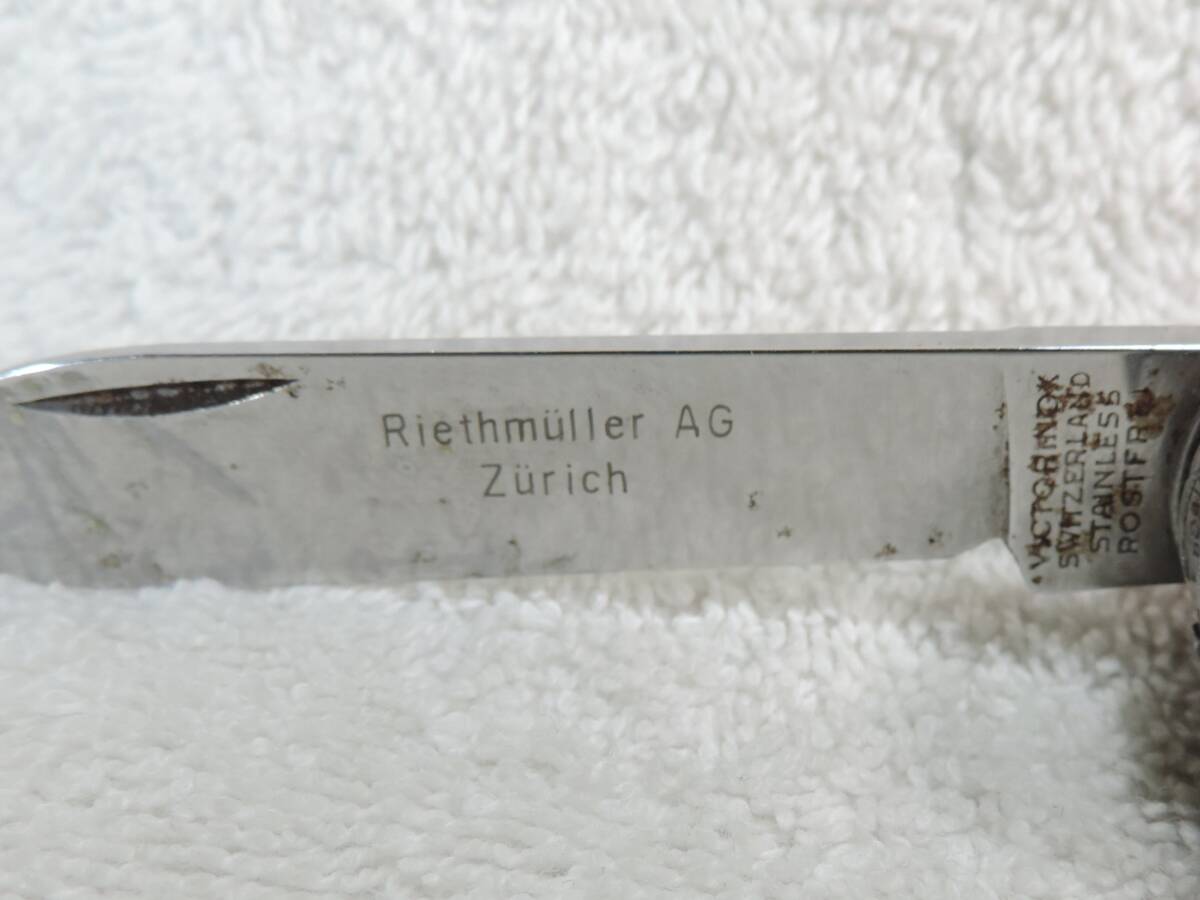 Riethmüller AG
Zürich
VICTORINOX
SWITZERLAND
STAINLESS
ROSTFREI